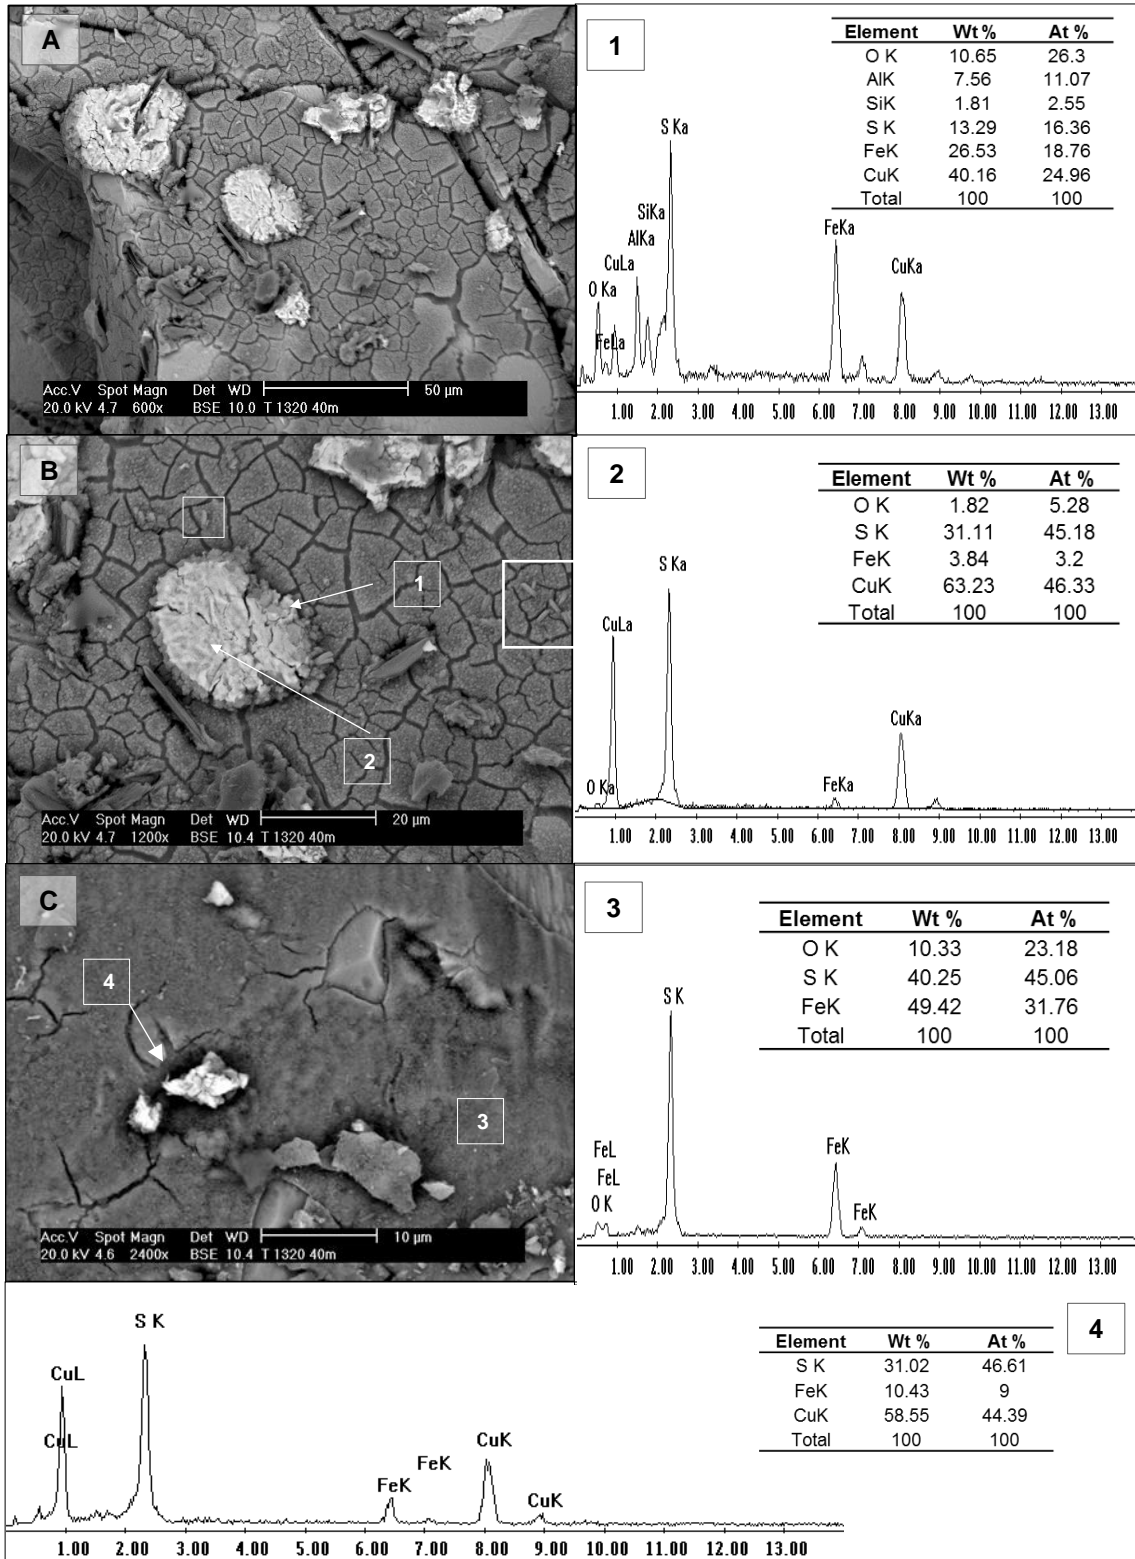 A
Acc.V Spot Magn Det WD 50 µm
20.0 kV 4.7 600x BSE 10.0 T 1320 40m
1
Element Wt % At %
O K 10.65 26.3
AlK 7.56 11.07
SiK 1.81 2.55
S K 13.29 16.36
FeK 26.53 18.76
CuK 40.16 24.96
Total 100 100
S Ka
SiKa
AlKa
CuLa
O Ka
FeLa
FeKa
CuKa
1.00 2.00 3.00 4.00 5.00 6.00 7.00 8.00 9.00 10.00 11.00 12.00 13.00
B
1
2
Acc.V Spot Magn Det WD 20 µm
20.0 kV 4.7 1200x BSE 10.4 T 1320 40m
2
Element Wt % At %
O K 1.82 5.28
S K 31.11 45.18
FeK 3.84 3.2
CuK 63.23 46.33
Total 100 100
S Ka
CuLa
CuKa
O Ka
FeKa
1.00 2.00 3.00 4.00 5.00 6.00 7.00 8.00 9.00 10.00 11.00 12.00 13.00
C
4
3
Acc.V Spot Magn Det WD 10 µm
20.0 kV 4.6 2400x BSE 10.4 T 1320 40m
3
Element Wt % At %
O K 10.33 23.18
S K 40.25 45.06
FeK 49.42 31.76
Total 100 100
S K
FeL
FeL
O K
FeK
FeK
1.00 2.00 3.00 4.00 5.00 6.00 7.00 8.00 9.00 10.00 11.00 12.00 13.00
4
Element Wt % At %
S K 31.02 46.61
FeK 10.43 9
CuK 58.55 44.39
Total 100 100
S K
CuL
CuL
FeK
FeK
CuK
CuK
1.00 2.00 3.00 4.00 5.00 6.00 7.00 8.00 9.00 10.00 11.00 12.00 13.00